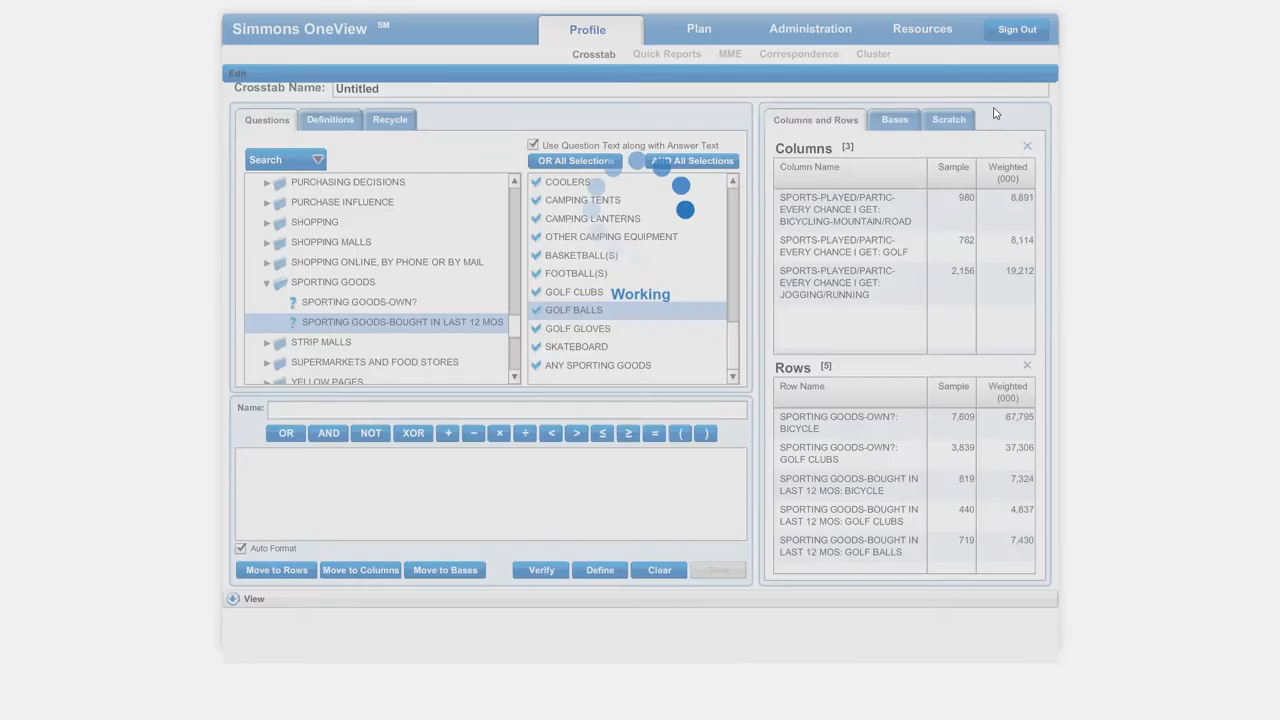 Simmons OneView SM
Profile
Plan
Administration
Resources
Sign Out
Crosstab
Quick Reports
MME
Correspondence
Cluster
Edit
Crosstab Name:
Untitled
Questions
Definitions
Recycle
Search
Use Question Text along with Answer Text
OR All Selections
AND All Selections
PURCHASING DECISIONS
PURCHASE INFLUENCE
SHOPPING
SHOPPING MALLS
SHOPPING ONLINE, BY PHONE OR BY MAIL
SPORTING GOODS
SPORTING GOODS-OWN?
SPORTING GOODS-BOUGHT IN LAST 12 MOS
STRIP MALLS
SUPERMARKETS AND FOOD STORES
YELLOW PAGES
COOLERS
CAMPING TENTS
CAMPING LANTERNS
OTHER CAMPING EQUIPMENT
BASKETBALL(S)
FOOTBALL(S)
GOLF CLUBS
GOLF BALLS
GOLF GLOVES
SKATEBOARD
ANY SPORTING GOODS
Working
Name:
OR AND NOT XOR + − × ÷ < > ≤ ≥ = ( )
Auto Format
Move to Rows
Move to Columns
Move to Bases
Verify
Define
Clear
Save
View
Columns and Rows
Bases
Scratch
Columns [3]
Column Name
Sample
Weighted
(000)
SPORTS-PLAYED/PARTIC-
EVERY CHANCE I GET:
BICYCLING-MOUNTAIN/ROAD
980
8,891
SPORTS-PLAYED/PARTIC-
EVERY CHANCE I GET: GOLF
762
8,114
SPORTS-PLAYED/PARTIC-
EVERY CHANCE I GET:
JOGGING/RUNNING
2,156
19,212
Rows [5]
Row Name
Sample
Weighted
(000)
SPORTING GOODS-OWN?:
BICYCLE
7,609
67,795
SPORTING GOODS-OWN?:
GOLF CLUBS
3,839
37,306
SPORTING GOODS-BOUGHT IN
LAST 12 MOS: BICYCLE
819
7,324
SPORTING GOODS-BOUGHT IN
LAST 12 MOS: GOLF CLUBS
440
4,837
SPORTING GOODS-BOUGHT IN
LAST 12 MOS: GOLF BALLS
719
7,430